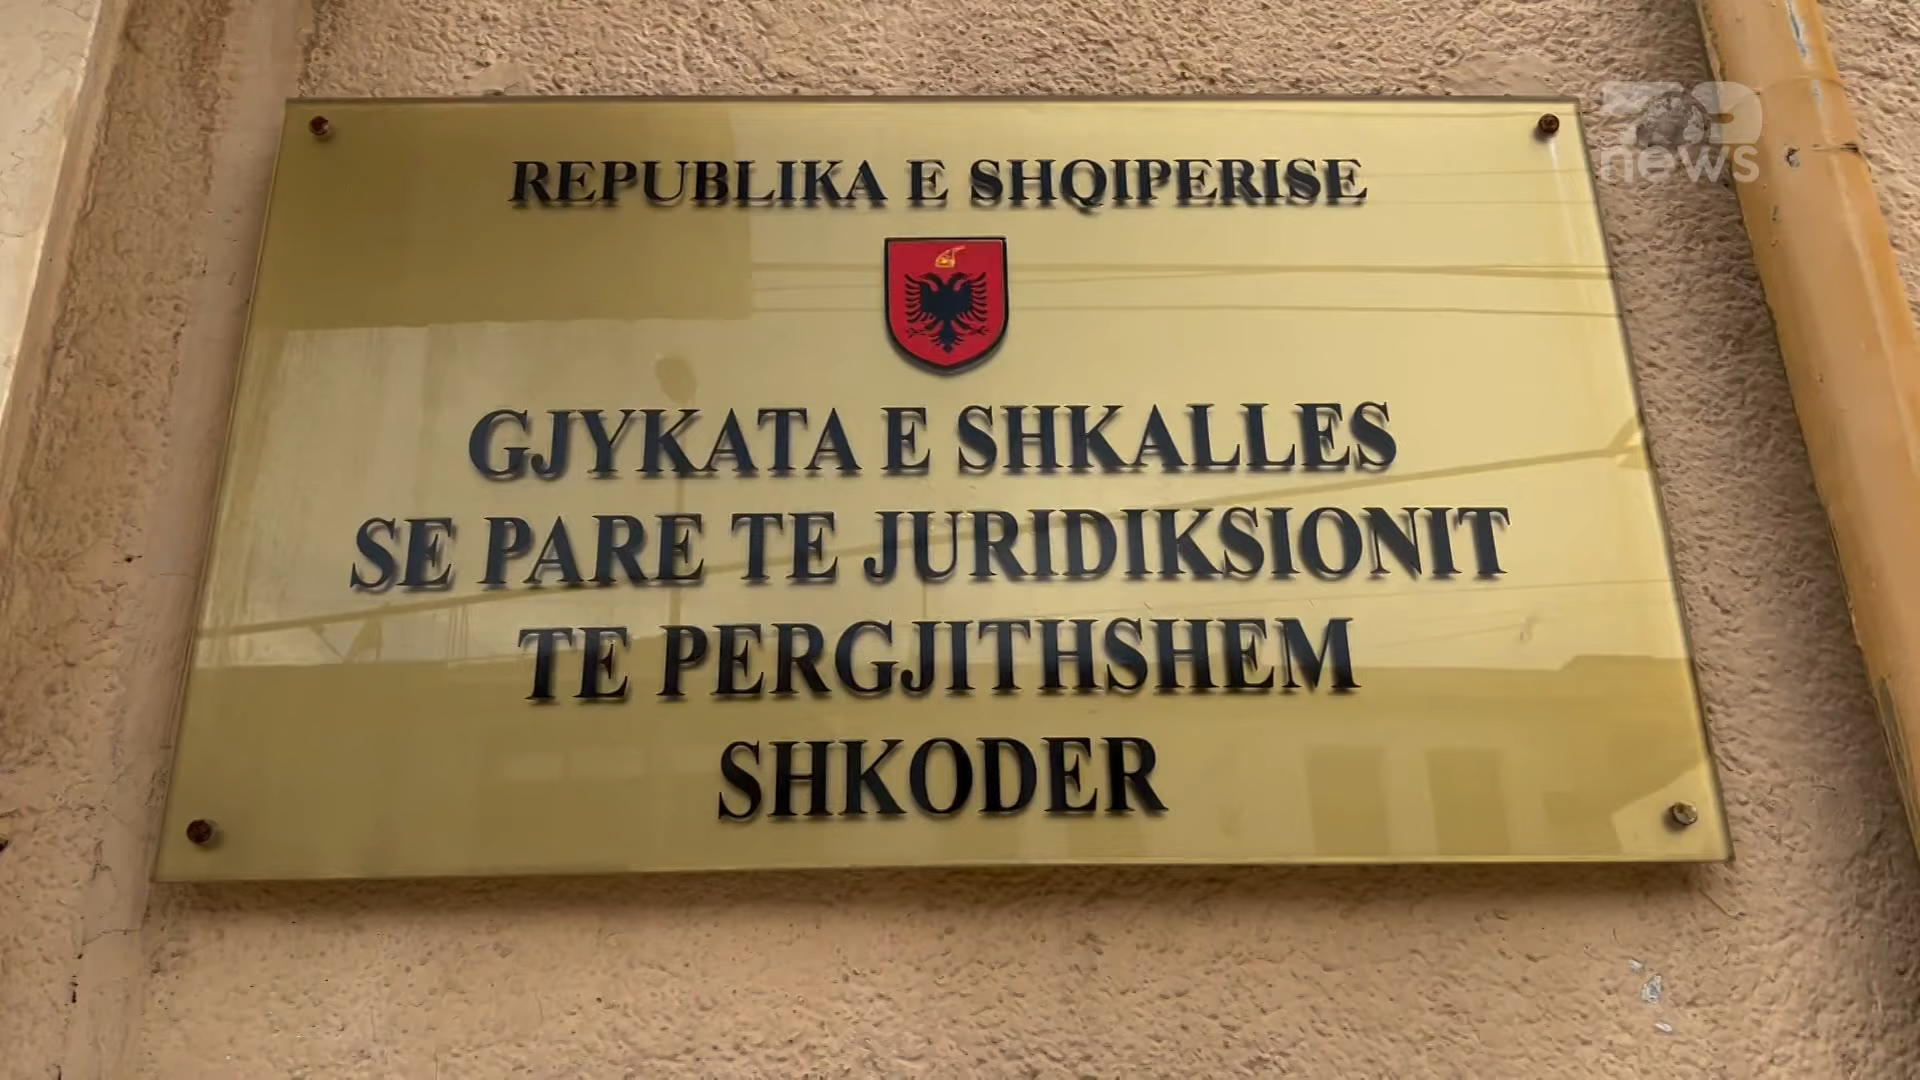 REPUBLIKA E SHQIPERISE
GJYKATA E SHKALLES
SE PARE TE JURIDIKSIONIT
TE PERGJITHSHEM
SHKODER
news